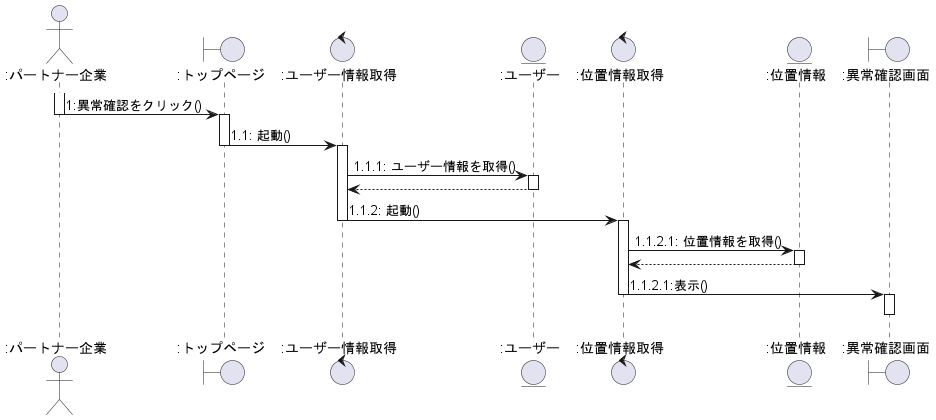 :パートナー企業
:トップページ
:ユーザー情報取得
:ユーザー
:位置情報取得
:位置情報
:異常確認画面
1:異常確認をクリック()
1.1: 起動()
1.1.1: ユーザー情報を取得()
1.1.2: 起動()
1.1.2.1: 位置情報を取得()
1.1.2.1:表示()
:パートナー企業
:トップページ
:ユーザー情報取得
:ユーザー
:位置情報取得
:位置情報
:異常確認画面